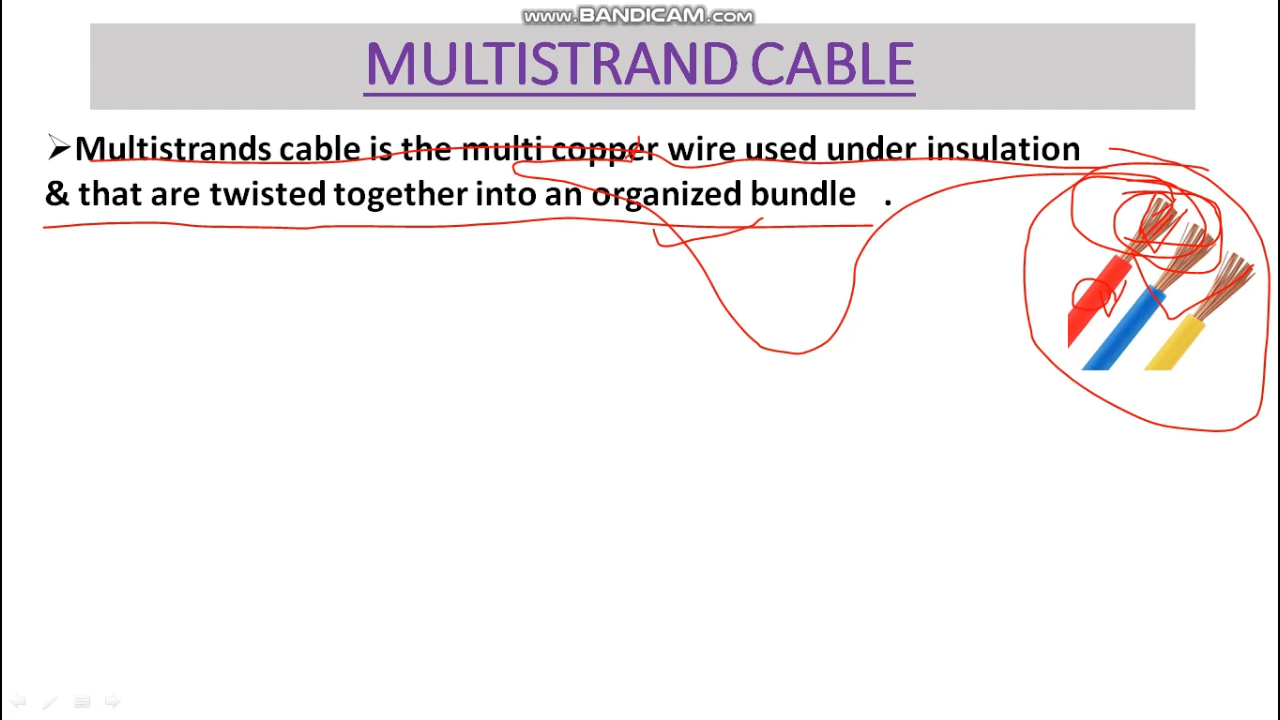 www.BANDICAM.com
MULTISTRAND CABLE
➢Multistrands cable is the multi copper wire used under insulation
& that are twisted together into an organized bundle .